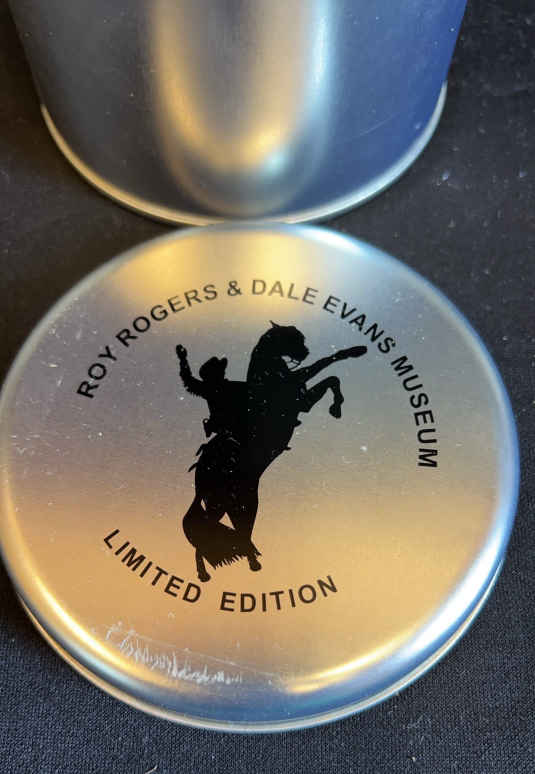 ROY ROGERS & DALE EVANS MUSEUM
LIMITED EDITION